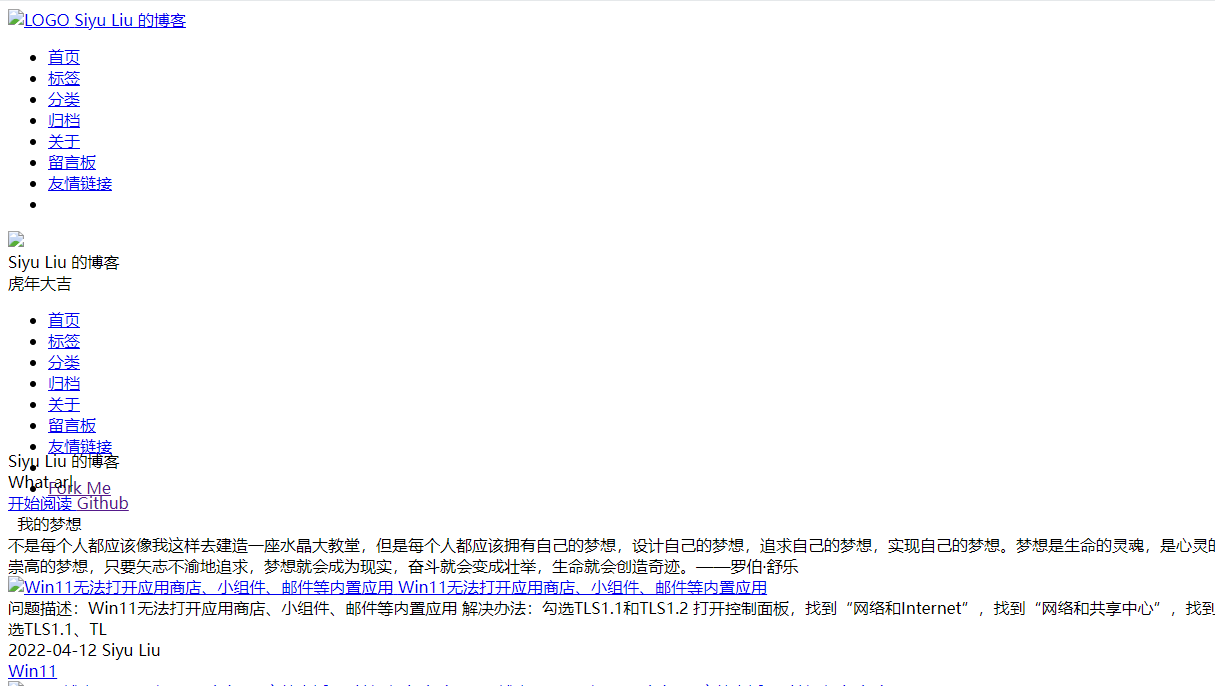 LOGO Siyu Liu 的博客
首页
标签
分类
归档
关于
留言板
友情链接
Siyu Liu 的博客
虎年大吉
首页
标签
分类
归档
关于
留言板
友情链接
Siyu Liu 的博客
What ar|
Fork Me
开始阅读 Github
我的梦想
不是每个人都应该像我这样去建造一座水晶大教堂，但是每个人都应该拥有自己的梦想，设计自己的梦想，追求自己的梦想，实现自己的梦想。梦想是生命的灵魂，是心灵的
崇高的梦想，只要矢志不渝地追求，梦想就会成为现实，奋斗就会变成壮举，生命就会创造奇迹。——罗伯·舒乐
Win11无法打开应用商店、小组件、邮件等内置应用 Win11无法打开应用商店、小组件、邮件等内置应用
问题描述：Win11无法打开应用商店、小组件、邮件等内置应用 解决办法：勾选TLS1.1和TLS1.2 打开控制面板，找到“网络和Internet”，找到“网络和共享中心”，找到
选TLS1.1、TL
2022-04-12 Siyu Liu
Win11